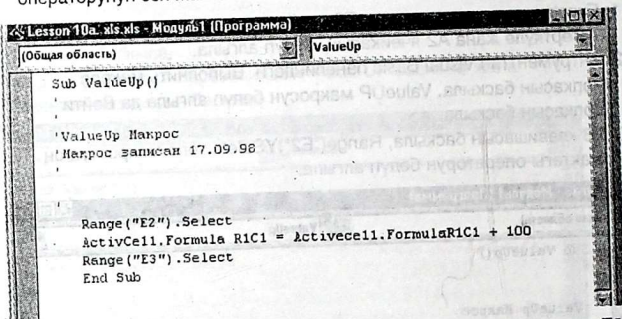 операторунун
Lesson 10a. xls.xls - Модуль1 (Программа)
(Общая область)
ValueUp
Sub ValueUp()
'
'ValueUp Макрос
'Макрос записан 17.09.98
'
'
Range("E2").Select
ActivCell.Formula R1C1 = Activecell.FormulaR1C1 + 100
Range("E3").Select
End Sub